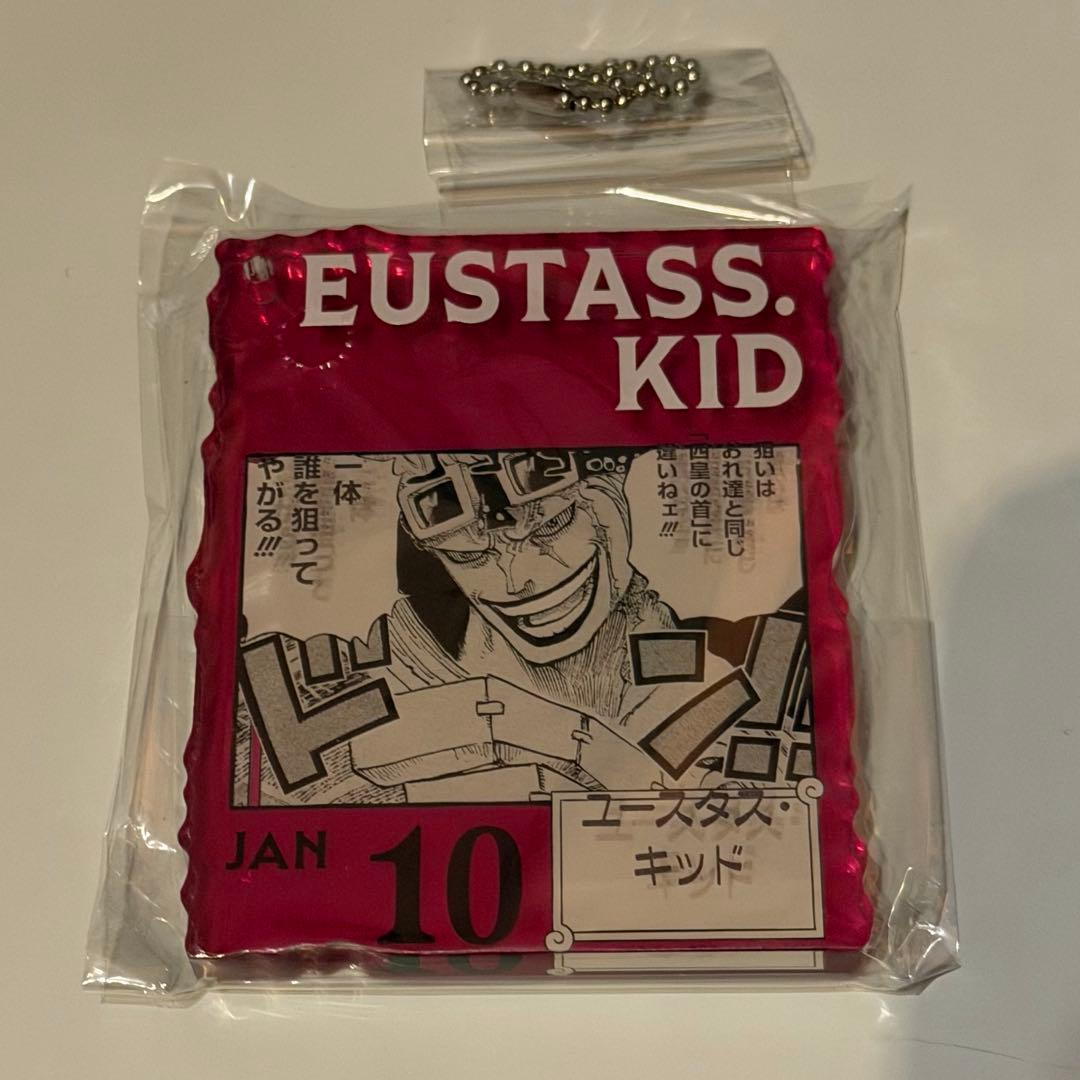 EUSTASS.
KID
狙いは
おれ達と同じ
「四皇の首」に
違いねェ!!!
一体
誰を狙って
やがる!!!
ド
ン
JAN
10
ユースタス・
キッド